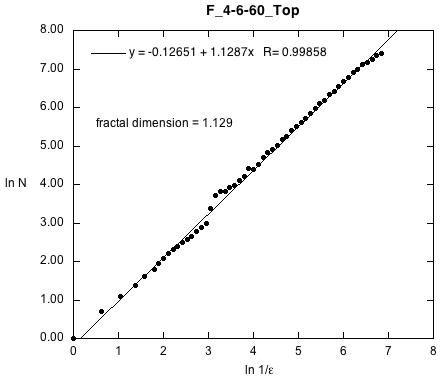 F_4-6-60_Top
8.00
y = -0.12651 + 1.1287x R= 0.99858
7.00
6.00
fractal dimension = 1.129
5.00
ln N
4.00
3.00
2.00
1.00
0.00
0 1 2 3 4 5 6 7 8
ln 1/ε